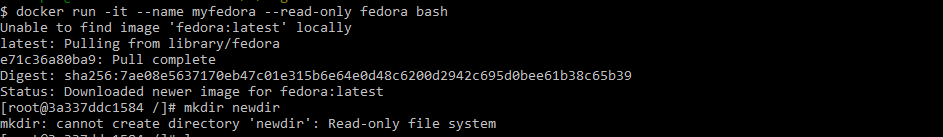 $ docker run -it --name myfedora --read-only fedora bash
Unable to find image 'fedora:latest' locally
latest: Pulling from library/fedora
e71c36a80ba9: Pull complete
Digest: sha256:7ae08e5637170eb47c01e315b6e64e0d48c6200d2942c695d0bee61b38c65b39
Status: Downloaded newer image for fedora:latest
[root@3a337ddc1584 /]# mkdir newdir
mkdir: cannot create directory 'newdir': Read-only file system